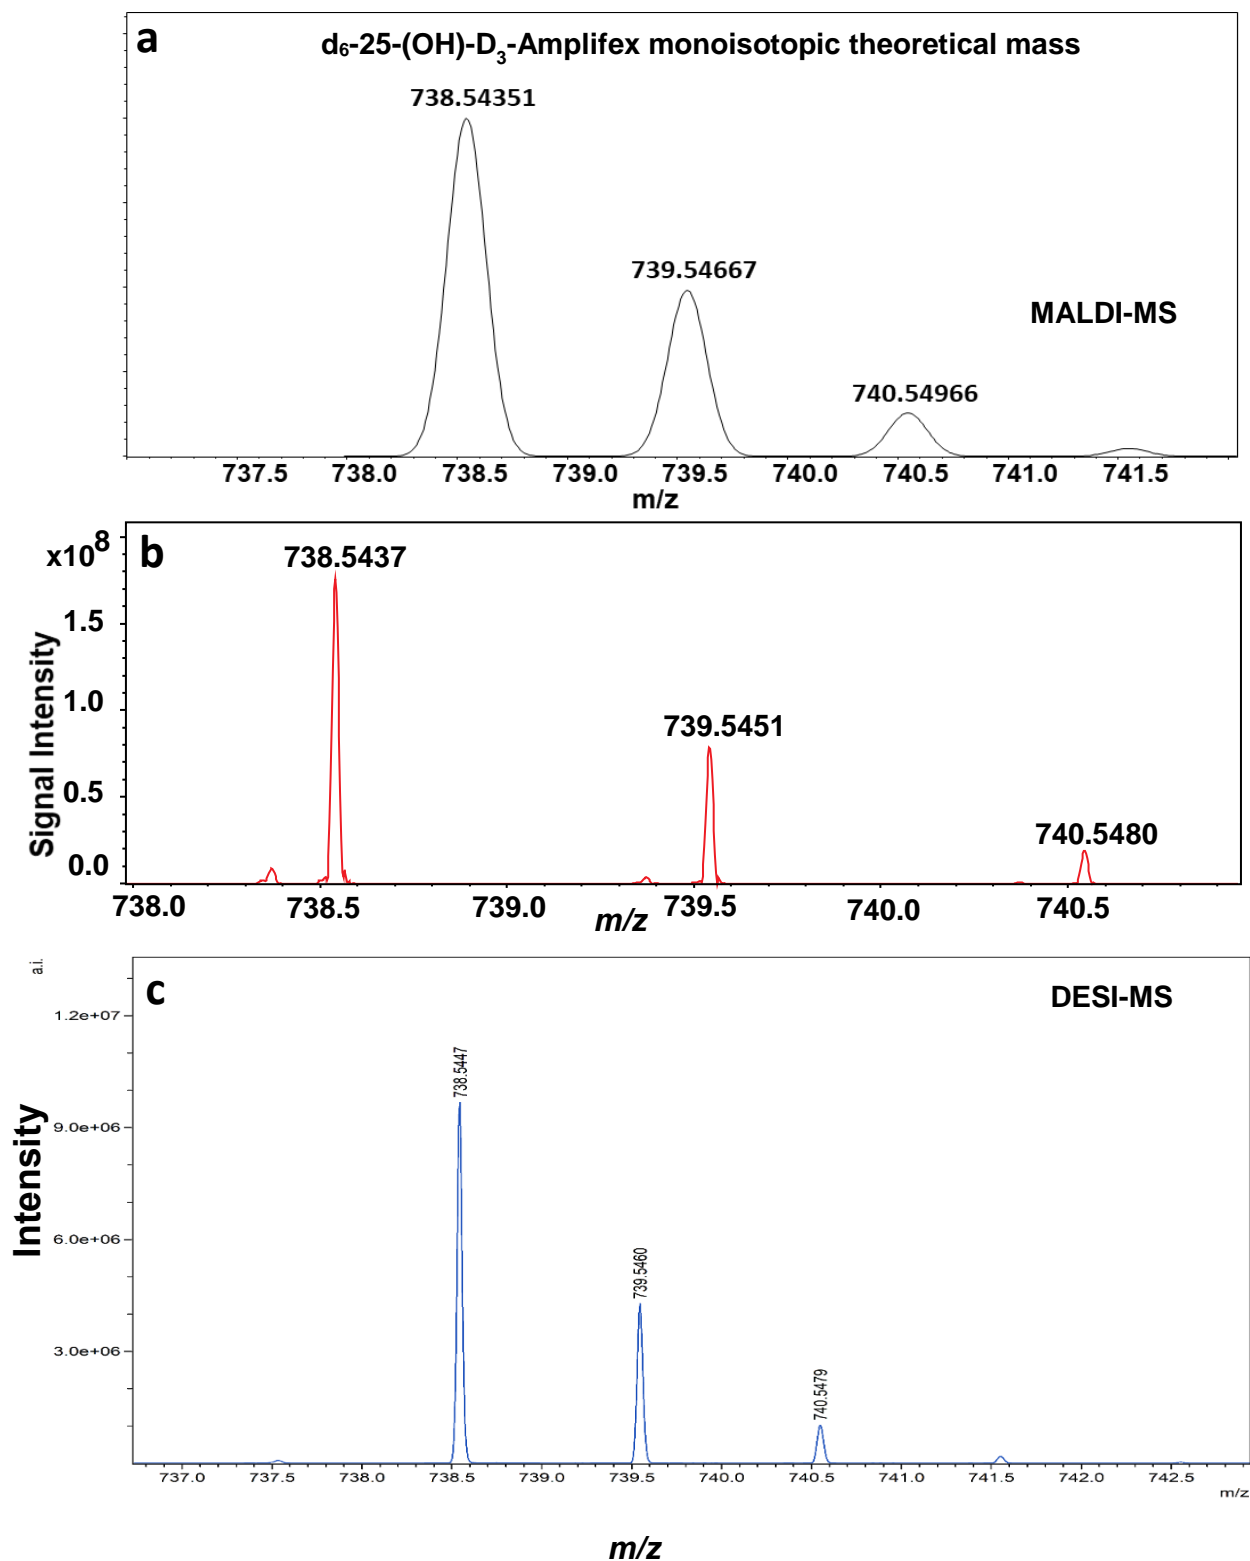 a
d₆-25-(OH)-D₃-Amplifex monoisotopic theoretical mass
738.54351
739.54667
MALDI-MS
740.54966
737.5 738.0 738.5 739.0 739.5 740.0 740.5 741.0 741.5
m/z
x10⁸
b
738.5437
1.5
1.0
739.5451
0.5
740.5480
0.0
Signal Intensity
738.0 738.5 739.0 739.5 740.0 740.5
m/z
a.i.
c
DESI-MS
1.2e+07
738.5447
9.0e+06
Intensity
6.0e+06
739.5460
3.0e+06
740.5479
737.0 737.5 738.0 738.5 739.0 739.5 740.0 740.5 741.0 741.5 742.0 742.5
m/z
m/z